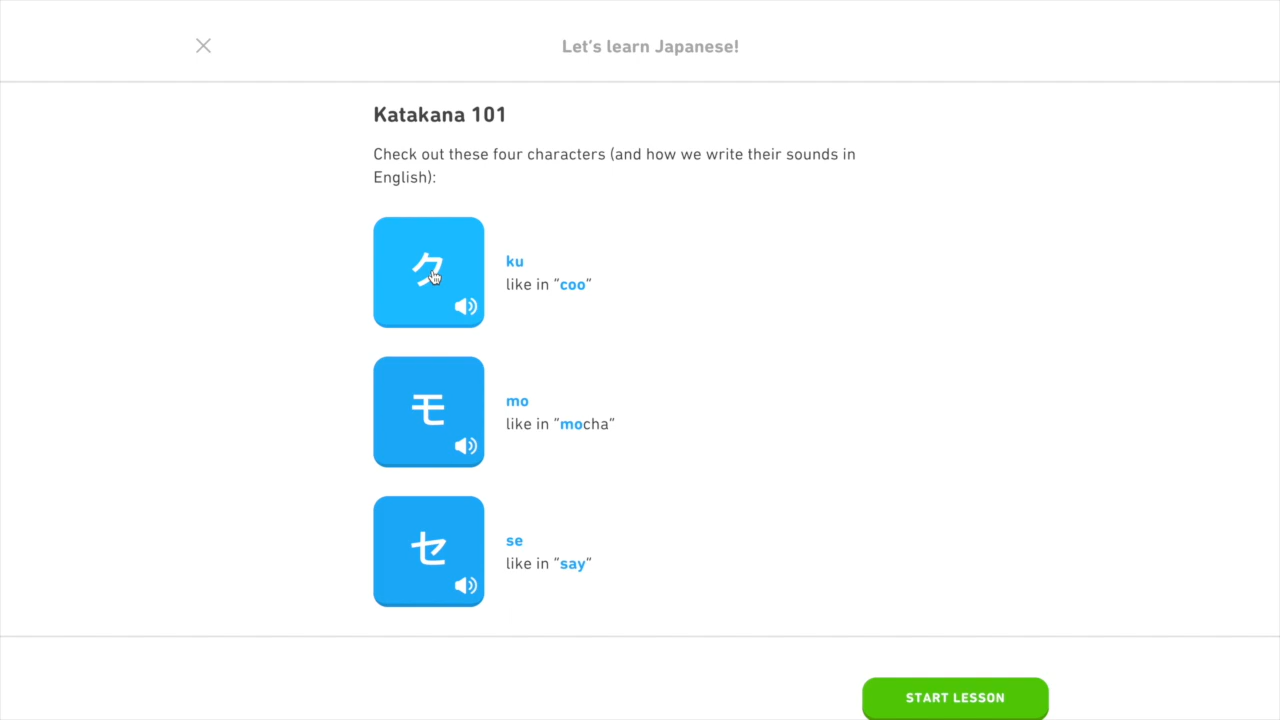 Let's learn Japanese!
Katakana 101
Check out these four characters (and how we write their sounds in
English):
ク
ku
like in "coo"
モ
mo
like in "mocha"
セ
se
like in "say"
START LESSON